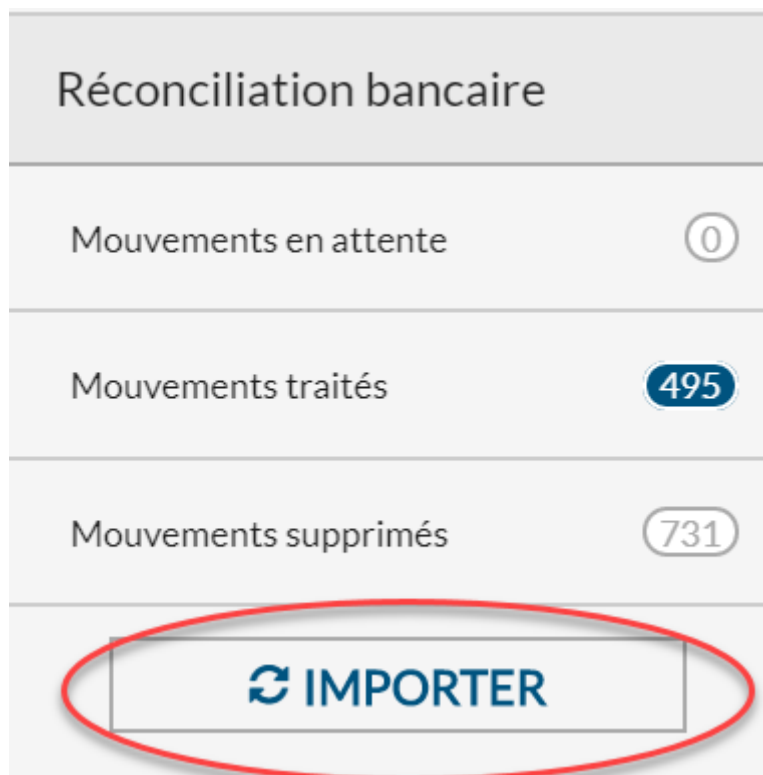 Réconciliation bancaire
Mouvements en attente 0
Mouvements traités 495
Mouvements supprimés 731
IMPORTER